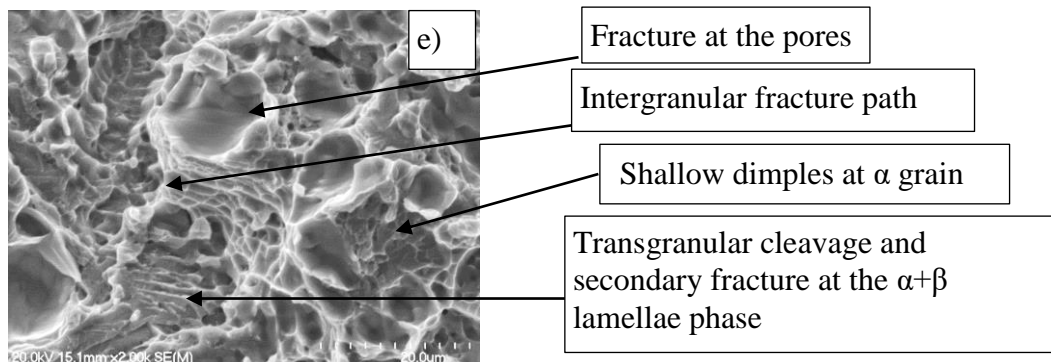 e)
Fracture at the pores
Intergranular fracture path
Shallow dimples at α grain
Transgranular cleavage and
secondary fracture at the α+β
lamellae phase
20.0kV 15.1mm x2.00k SE(M)
20.0um